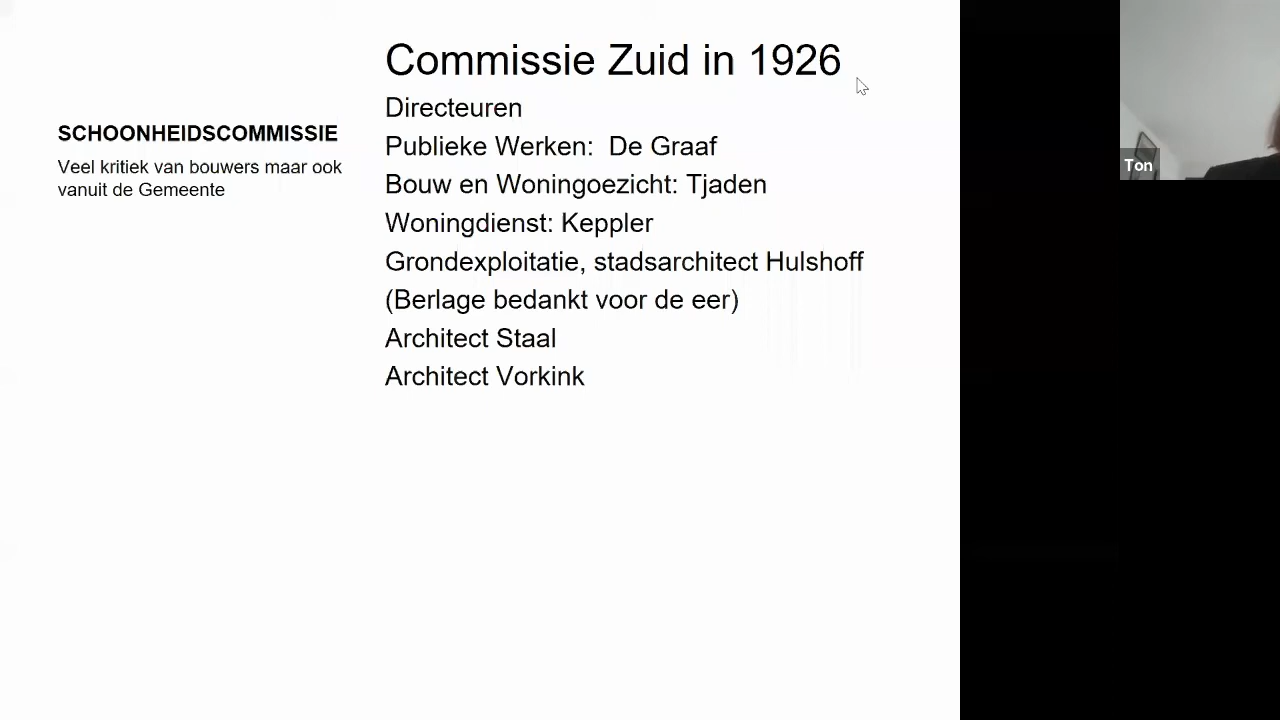 Commissie Zuid in 1926
Directeuren
Publieke Werken:  De Graaf
Bouw en Woningoezicht: Tjaden
Woningdienst: Keppler
Grondexploitatie, stadsarchitect Hulshoff
(Berlage bedankt voor de eer)
Architect Staal
Architect Vorkink
SCHOONHEIDSCOMMISSIE
Veel kritiek van bouwers maar ook
vanuit de Gemeente
Ton